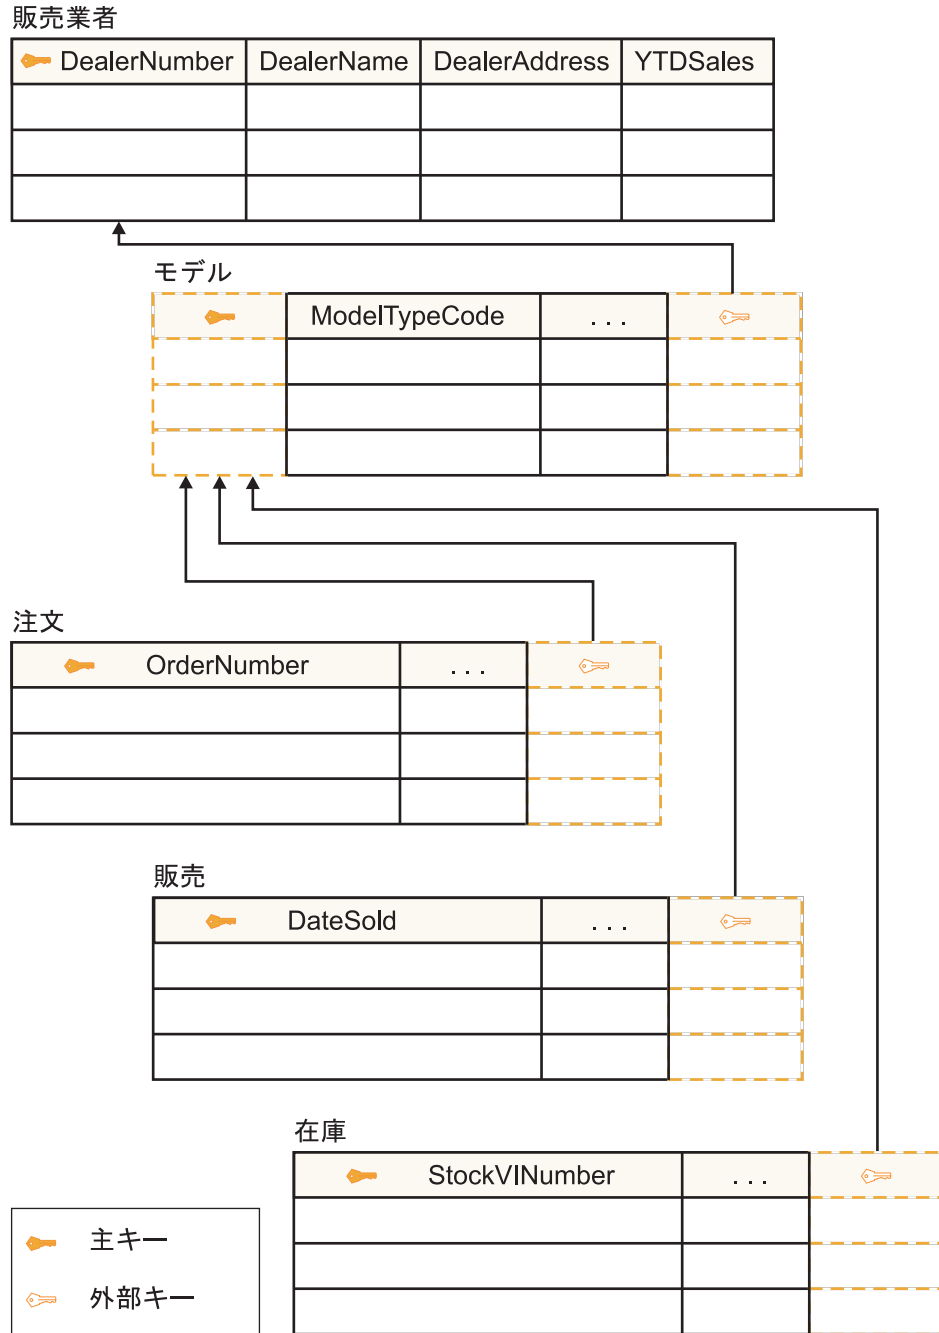 販売業者
DealerNumber DealerName DealerAddress YTDSales
モデル
ModelTypeCode ...
注文
OrderNumber ...
販売
DateSold ...
在庫
StockVINumber ...
主キー
外部キー